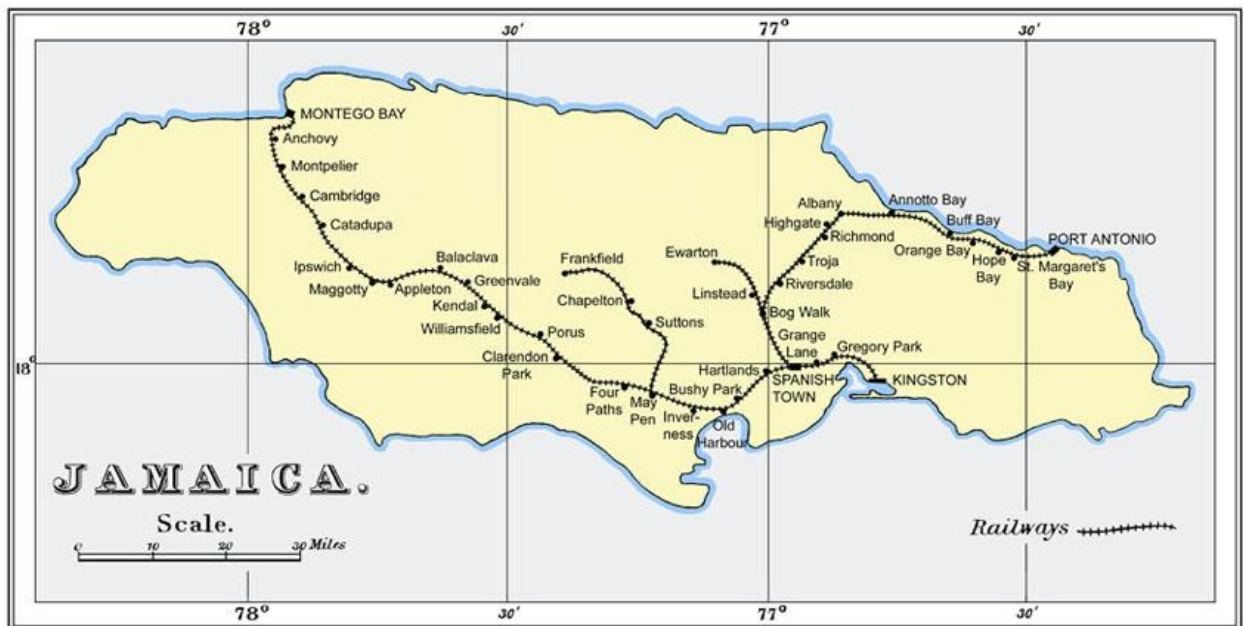 78°
30′
77°
30′
MONTEGO BAY
Anchovy
Montpelier
Cambridge
Catadupa
Ipswich
Maggotty
Appleton
Balaclava
Greenvale
Kendal
Williamsfield
Porus
Clarendon
Park
Frankfield
Chapelton
Suttons
Four
Paths
May
Pen
Inver-
ness
Old
Harbour
Bushy Park
Hartlands
SPANISH
TOWN
Grange
Lane
Gregory Park
KINGSTON
Ewarton
Linstead
Bog Walk
Riversdale
Troja
Richmond
Highgate
Albany
Annotto Bay
Buff Bay
Orange Bay
Hope
Bay
St. Margaret's
Bay
PORT ANTONIO
18°
JAMAICA.
Scale.
0 10 20 30 Miles
Railways
78°
30′
77°
30′